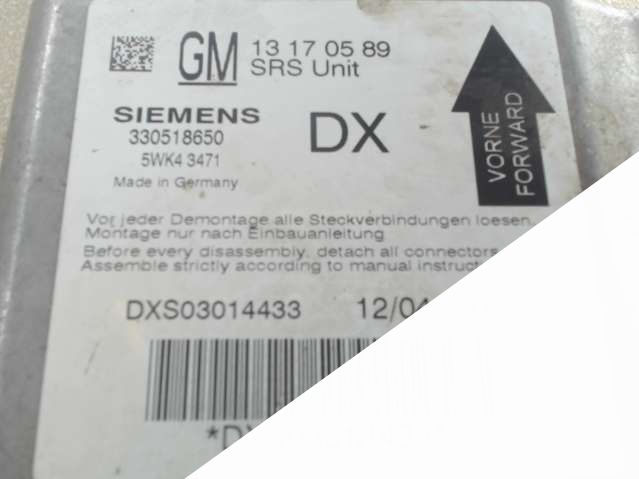 GM 13 17 05 89
SRS Unit
SIEMENS
330518650
5WK4 3471
Made in Germany
DX
VORNE
FORWARD
Vor jeder Demontage alle Steckverbindungen loesen.
Montage nur nach Einbauanleitung
Before every disassembly, detach all connectors
Assemble strictly according to manual
DXS03014433 12/04